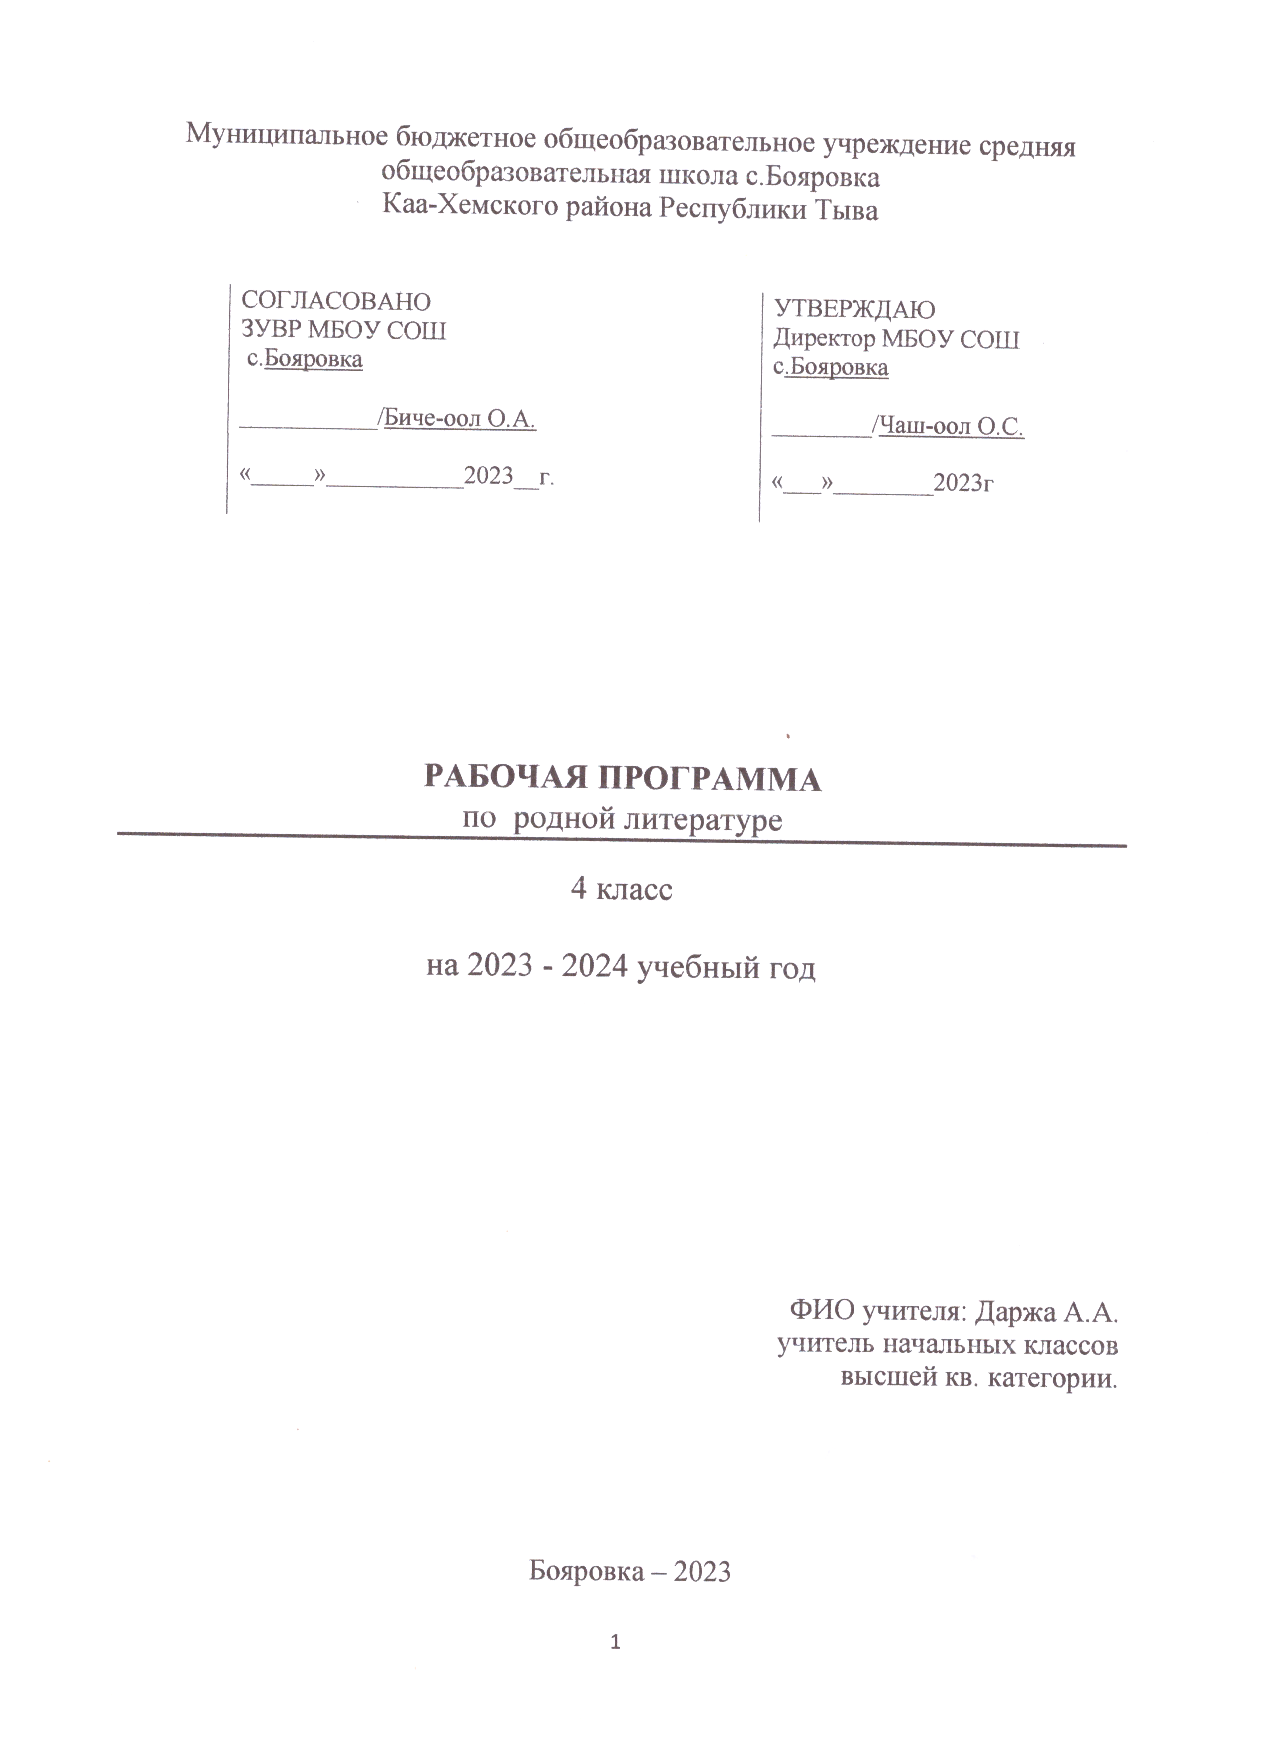 Муниципальное бюджетное общеобразовательное учреждение средняя
общеобразовательная школа с.Бояровка
Каа-Хемского района Республики Тыва
СОГЛАСОВАНО
ЗУВР МБОУ СОШ
с.Бояровка
___________/Биче-оол О.А.
«_____»___________2023__г.
УТВЕРЖДАЮ
Директор МБОУ СОШ
с.Бояровка
________/Чаш-оол О.С.
«___»________2023г
РАБОЧАЯ ПРОГРАММА
по родной литературе
4 класс
на 2023 - 2024 учебный год
ФИО учителя: Даржа А.А.
учитель начальных классов
высшей кв. категории.
Бояровка – 2023
1